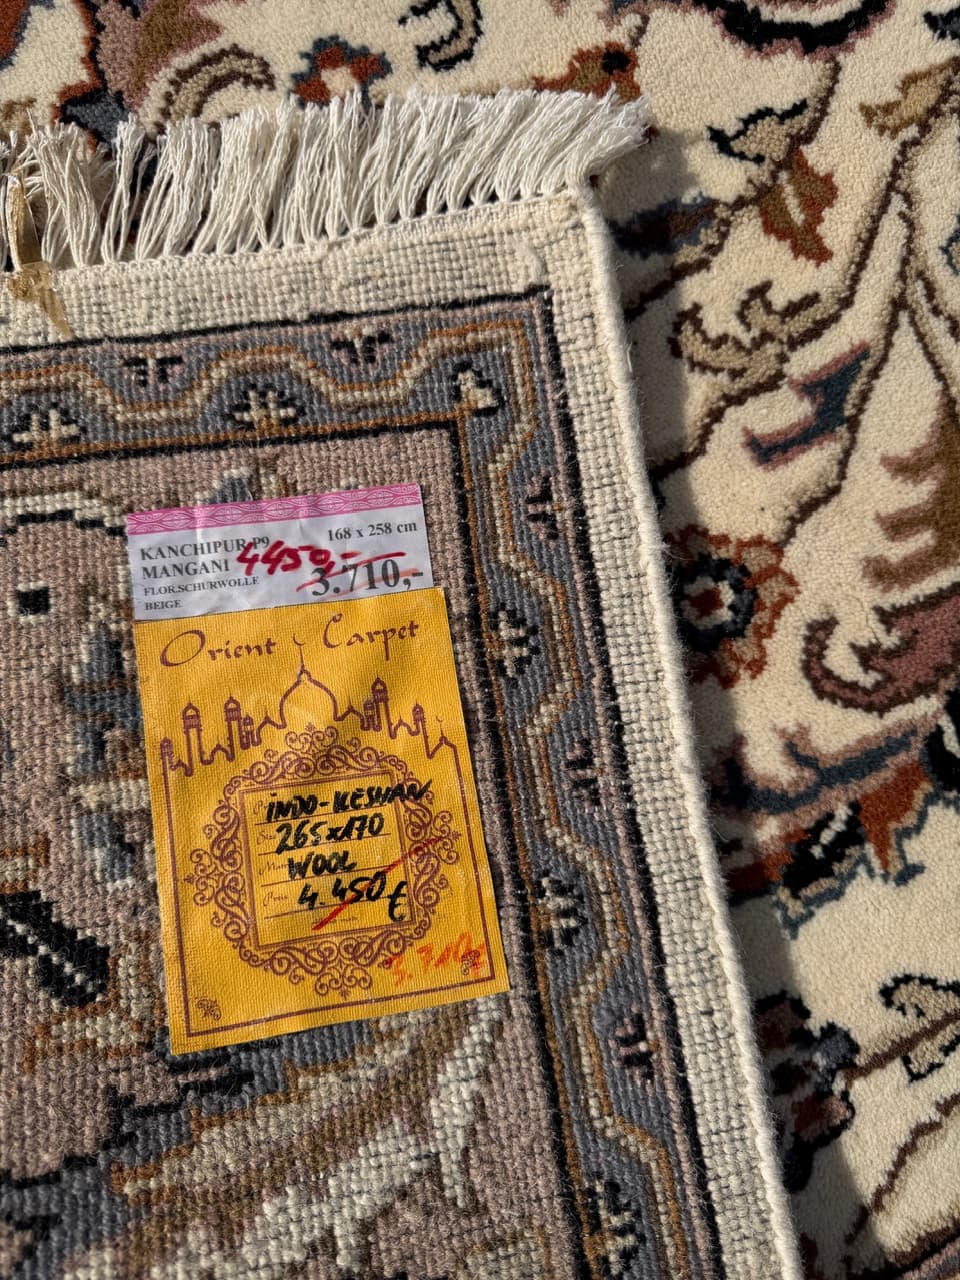 KANCHIPUR P9 168 x 258 cm
MANGANI 4450,-
3.710,-
FLOR.SCHURWOLLE
BEIGE
Orient Carpet
INDO-KESHAN
265x170
WOOL
4.450€
3.710€